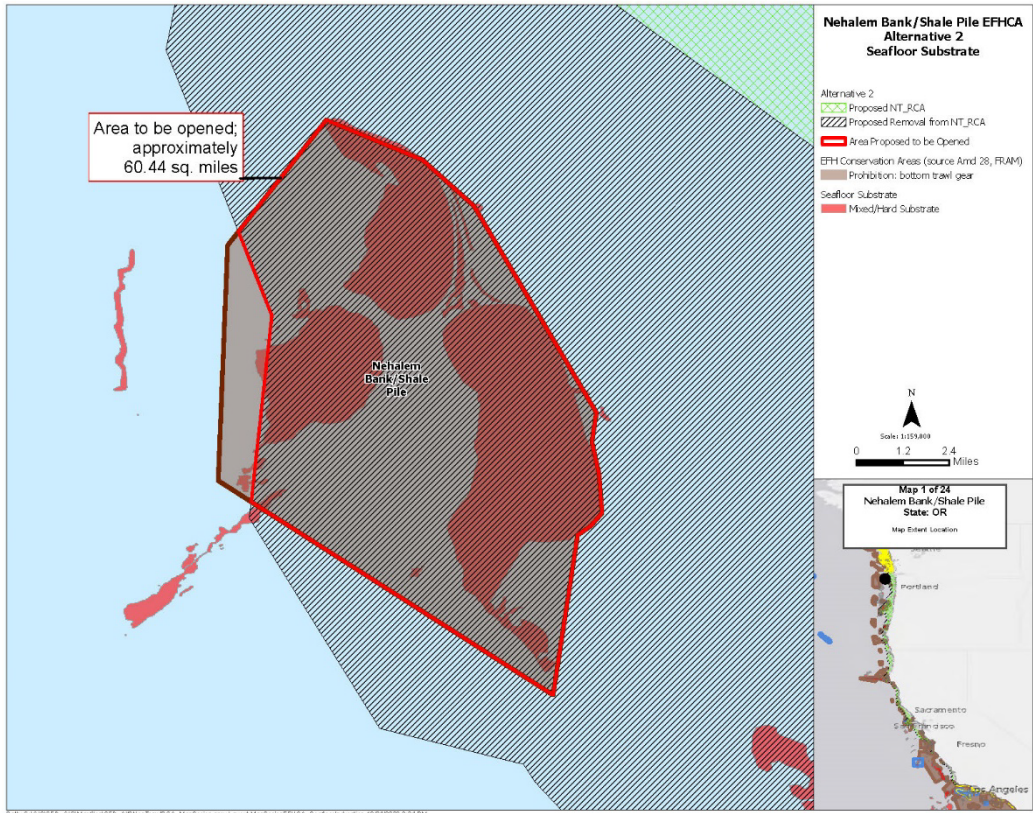 Nehalem Bank/Shale Pile EFHCA
Alternative 2
Seafloor Substrate
Alternative 2
Proposed NT_RCA
Proposed Removal from NT_RCA
Area Proposed to be Opened
EFH Conservation Areas (source Amd 28, FRAM)
Prohibition: bottom trawl gear
Seafloor Substrate
Mixed/Hard Substrate
Area to be opened;
approximately
60.44 sq. miles
Nehalem
Bank/Shale
Pile
N
Scale: 1:159,000
0 1.2 2.4
Miles
Map 1 of 24
Nehalem Bank/Shale Pile
State: OR
Map Extent Location
Portland
Sacramento
San Francisco
Fresno
Los Angeles